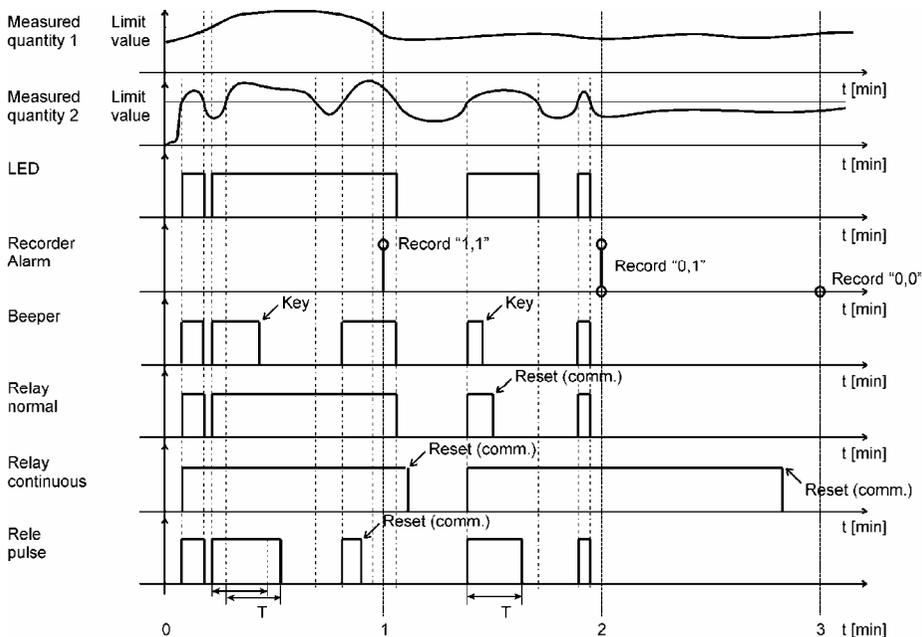 Measured quantity 1
Limit value
t [min]
Measured quantity 2
Limit value
t [min]
LED
t [min]
Recorder Alarm
Record "1,1"
Record "0,1"
Record "0,0"
t [min]
Beeper
Key
Key
t [min]
Relay normal
Reset (comm.)
t [min]
Relay continuous
Reset (comm.)
Reset (comm.)
t [min]
Rele pulse
Reset (comm.)
T
T
0
1
2
3
t [min]